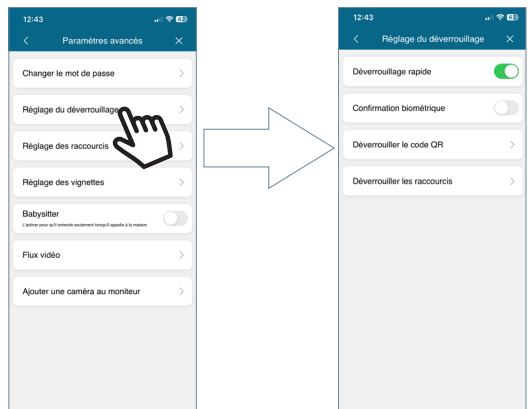 12:43
Paramètres avancés
Changer le mot de passe
Réglage du déverrouillage
Réglage des raccourcis
Réglage des vignettes
Babysitter
L'activer pour qu'il entende seulement lorsqu'il appelle à la maison
Flux vidéo
Ajouter une caméra au moniteur
12:43
Réglage du déverrouillage
Déverrouillage rapide
Confirmation biométrique
Déverrouiller le code QR
Déverrouiller les raccourcis